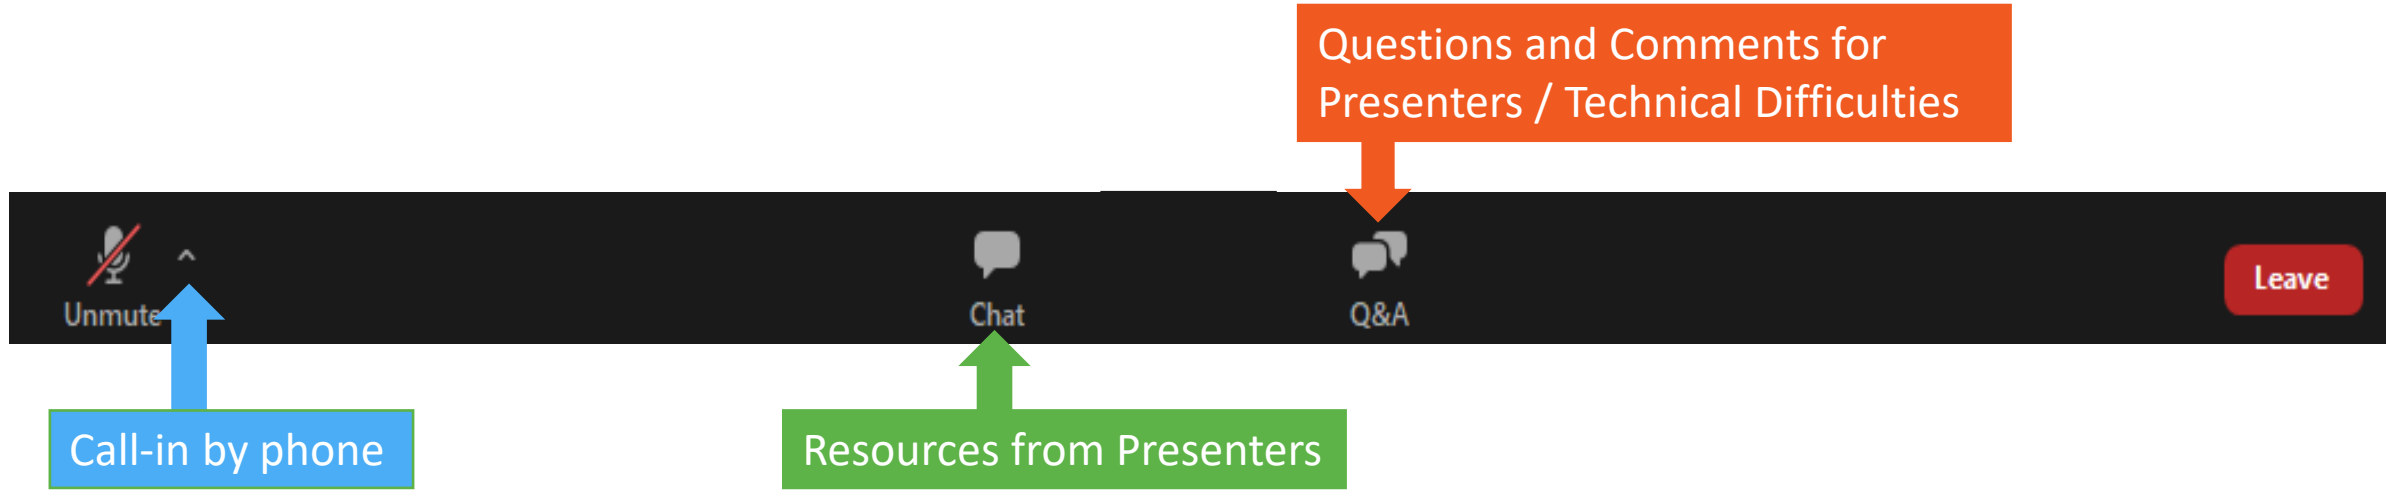 Questions and Comments for
Presenters / Technical Difficulties
Unmute
Chat
Q&A
Leave
Call-in by phone
Resources from Presenters